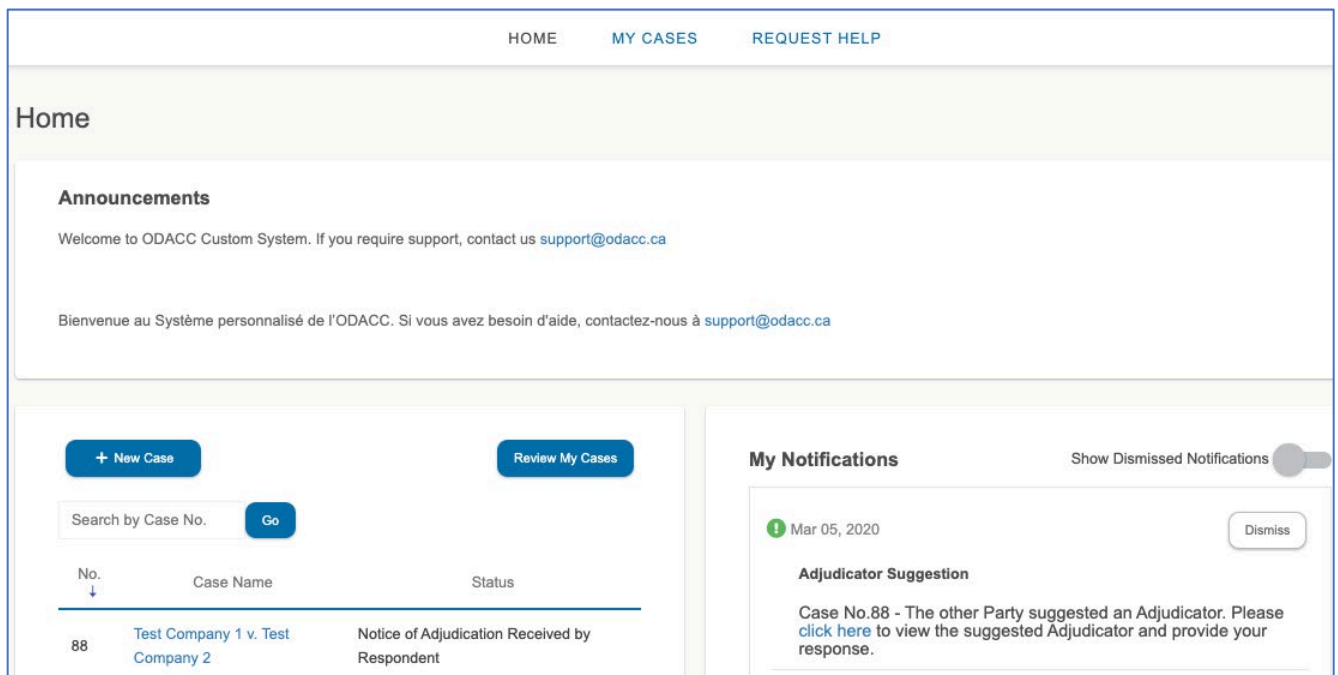 HOME MY CASES REQUEST HELP
Home
Announcements
Welcome to ODACC Custom System. If you require support, contact us support@odacc.ca
Bienvenue au Système personnalisé de l'ODACC. Si vous avez besoin d'aide, contactez-nous à support@odacc.ca
+ New Case Review My Cases
Search by Case No. Go
No. Case Name Status
88 Test Company 1 v. Test Company 2 Notice of Adjudication Received by Respondent
My Notifications Show Dismissed Notifications
Mar 05, 2020 Dismiss
Adjudicator Suggestion
Case No.88 - The other Party suggested an Adjudicator. Please
click here to view the suggested Adjudicator and provide your
response.